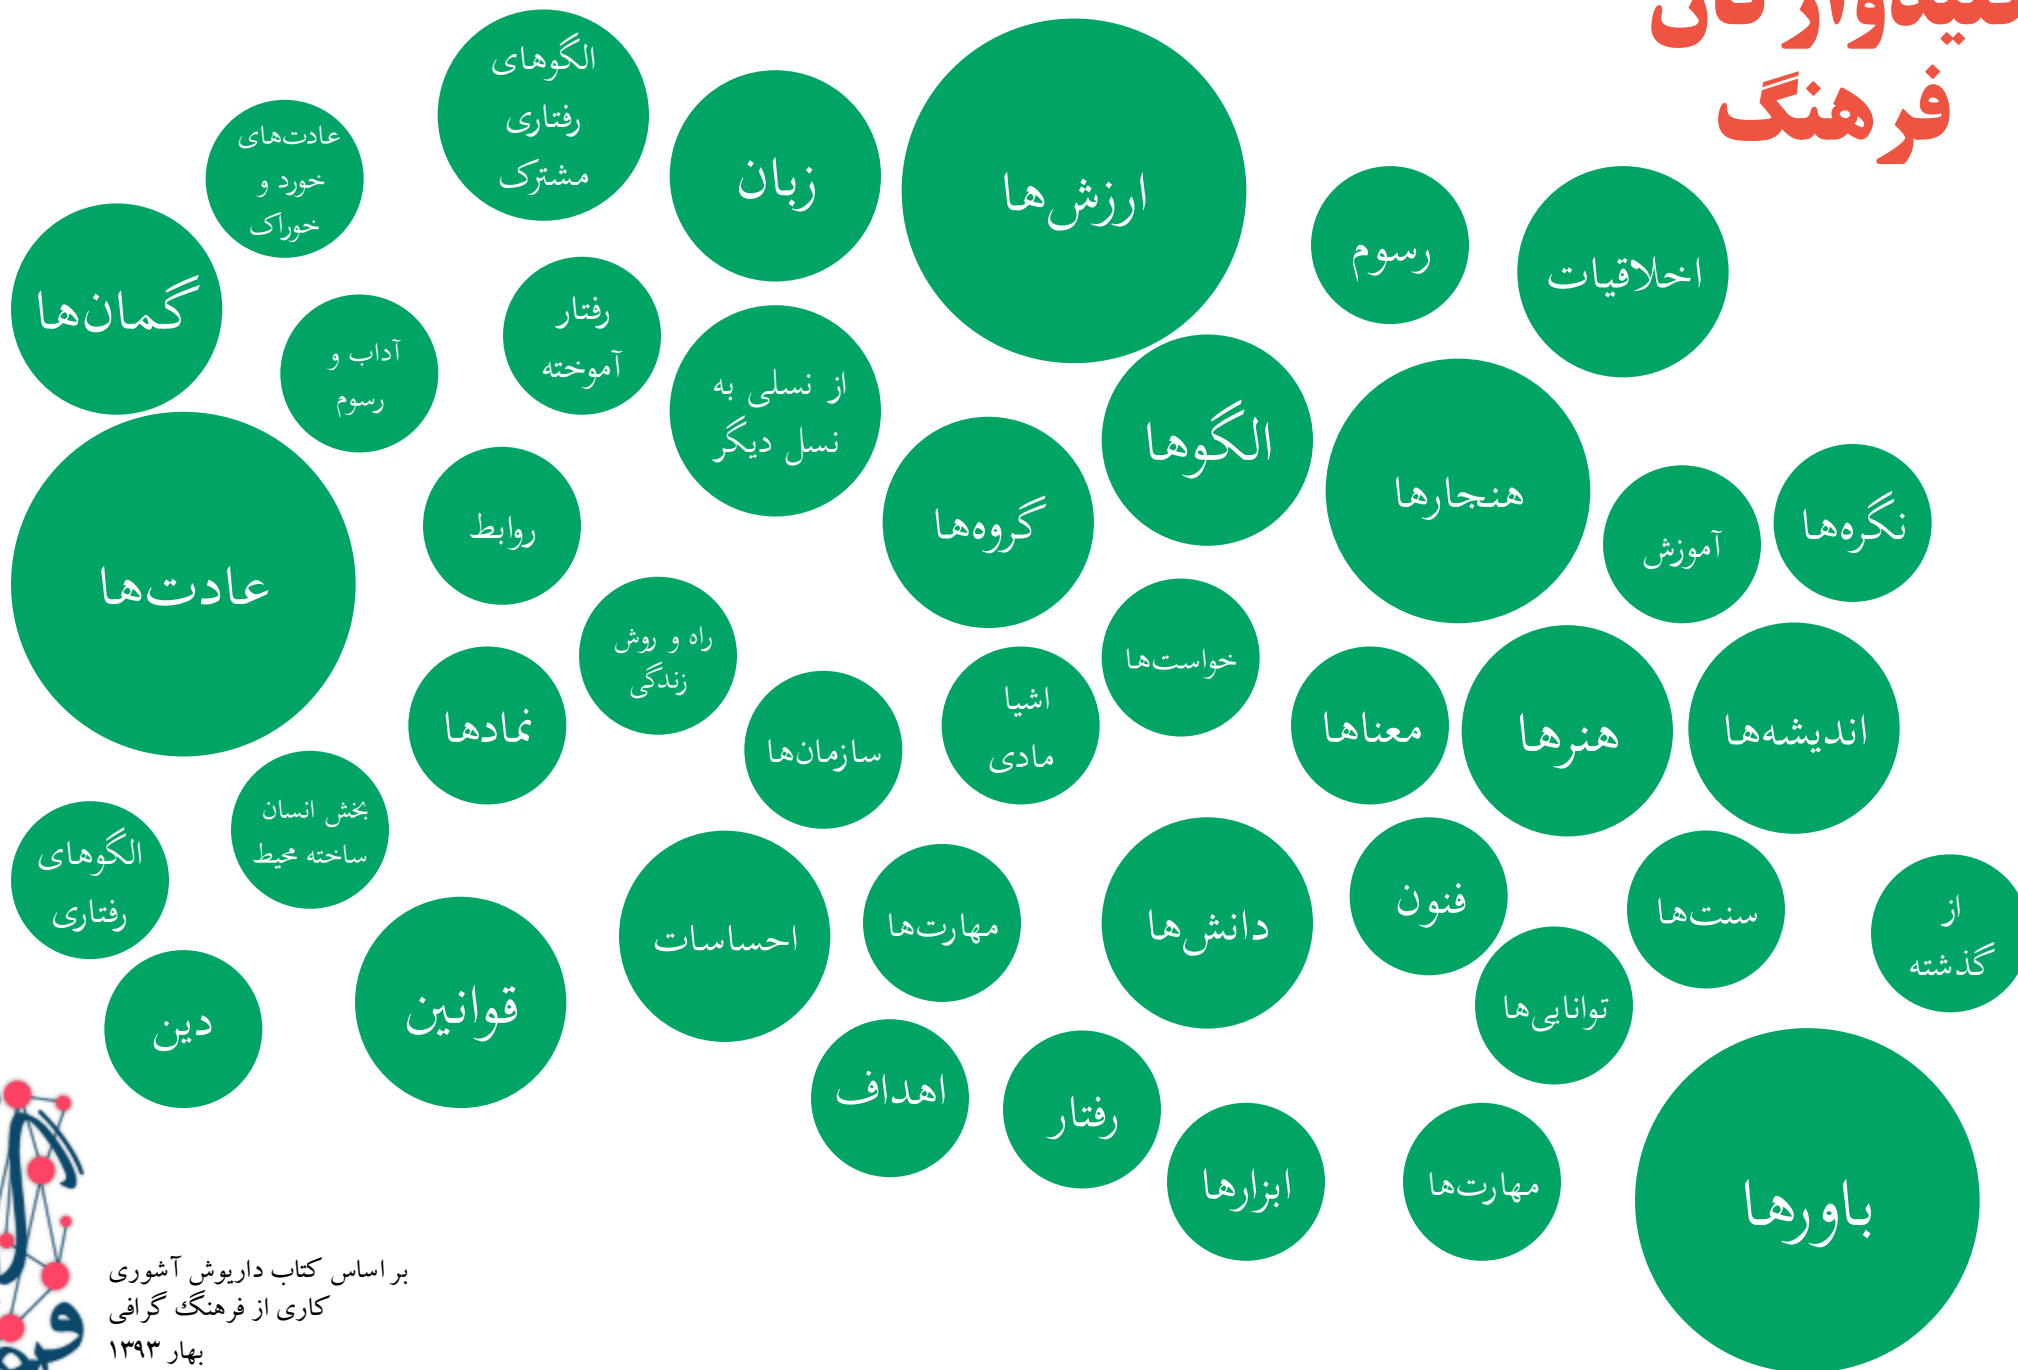 فرهنگ
الگوهای
رفتاری
مشترک
زبان
ارزش‌ها
عادت‌های
خورد و
خوراک
رسوم
اخلاقیات
گمان‌ها
آداب و
رسوم
رفتار
آموخته
از نسلی به
نسل دیگر
الگوها
هنجارها
گروه‌ها
نگره‌ها
آموزش
روابط
عادت‌ها
راه و روش
زندگی
خواست‌ها
نمادها
سازمان‌ها
اشیا
مادی
معناها
هنرها
اندیشه‌ها
بخش انسان
ساخته محیط
الگوهای
رفتاری
احساسات
مهارت‌ها
دانش‌ها
فنون
سنت‌ها
از
گذشته
توانایی‌ها
دین
قوانین
اهداف
رفتار
ابزارها
مهارت‌ها
باورها
بر اساس کتاب داریوش آشوری
کاری از فرهنگ گرافی
بهار ۱۳۹۳